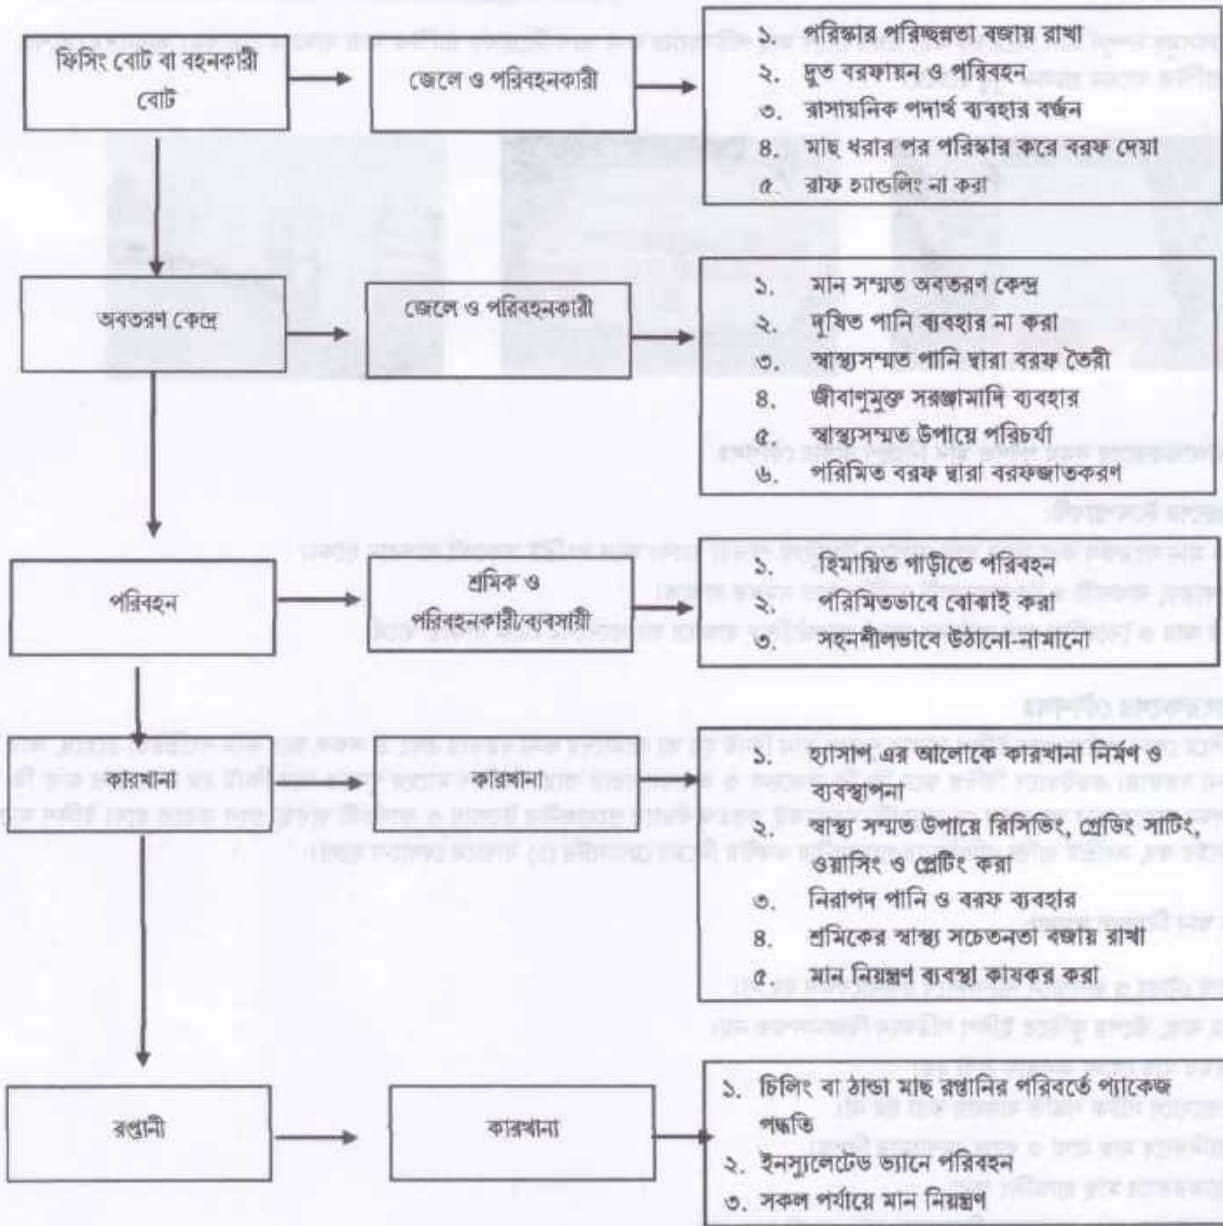 ফিসিং বোট বা বহনকারী
বোট
জেলে ও পরিবহনকারী
১. পরিস্কার পরিচ্ছন্নতা বজায় রাখা
২. দ্রুত বরফায়ন ও পরিবহন
৩. রাসায়নিক পদার্থ ব্যবহার বর্জন
৪. মাছ ধরার পর পরিস্কার করে বরফ দেয়া
৫ রাফ হ্যান্ডলিং না করা
অবতরণ কেন্দ্র
জেলে ও পরিবহনকারী
১. মান সম্মত অবতরণ কেন্দ্র
২. দূষিত পানি ব্যবহার না করা
৩. স্বাস্থ্যসম্মত পানি দ্বারা বরফ তৈরী
৪. জীবাণুমুক্ত সরঞ্জামাদি ব্যবহার
৫. স্বাস্থ্যসম্মত উপায়ে পরিচর্যা
৬. পরিমিত বরফ দ্বারা বরফজাতকরণ
পরিবহন
শ্রমিক ও
পরিবহনকারী/ব্যবসায়ী
১. হিমায়িত গাড়ীতে পরিবহন
২. পরিমিতভাবে বোঝাই করা
৩. সহনশীলভাবে উঠানো-নামানো
কারখানা
কারখানা
১. হ্যাসাপ এর আলোকে কারখানা নির্মণ ও
ব্যবস্থাপনা
২. স্বাস্থ্য সম্মত উপায়ে রিসিভিং, গ্রেডিং সার্টিং,
ওয়াসিং ও প্লেটিং করা
৩. নিরাপদ পানি ও বরফ ব্যবহার
৪. শ্রমিকের স্বাস্থ্য সচেতনতা বজায় রাখা
৫. মান নিয়ন্ত্রণ ব্যবস্থা কাযকর করা
রপ্তানী
কারখানা
১. চিলিং বা ঠান্ডা মাছ রপ্তানির পরিবর্তে প্যাকেজ
পদ্ধতি
২. ইনস্যুলেটেড ভ্যানে পরিবহন
৩. সকল পর্যায়ে মান নিয়ন্ত্রণ